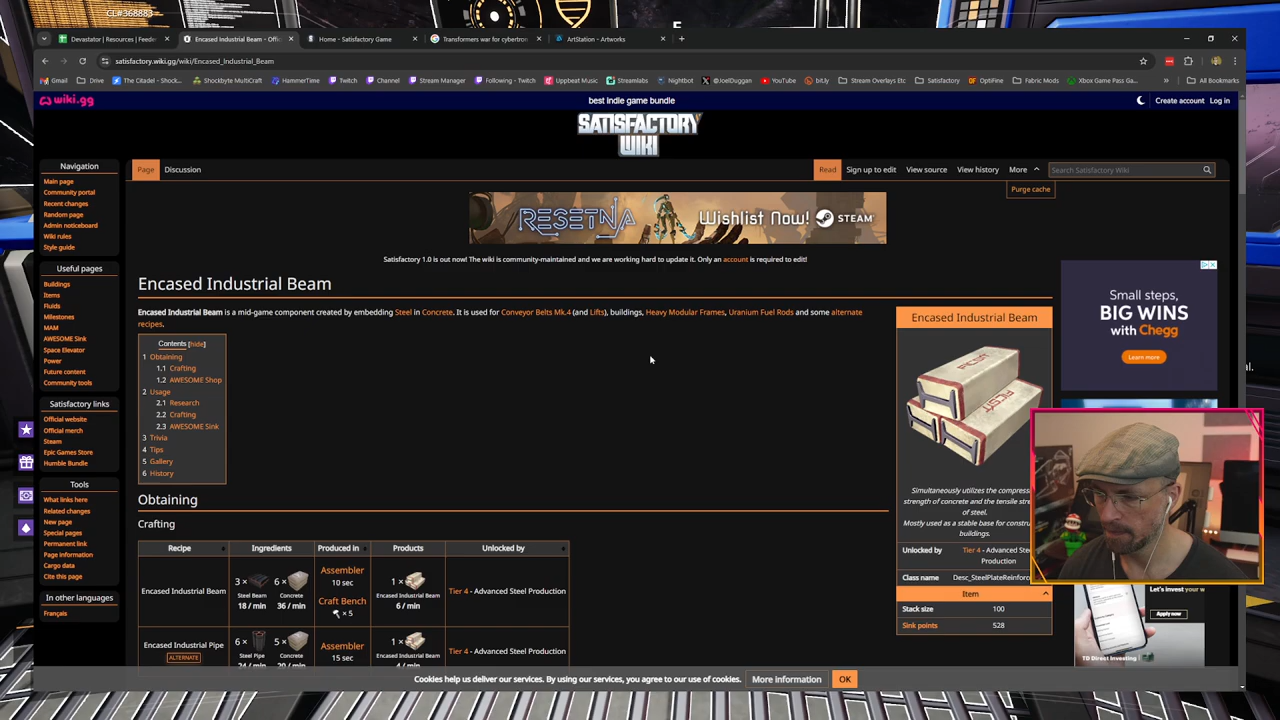 CL#368883
Devastator | Resources | Feeder
Encased Industrial Beam - Offi
Home - Satisfactory Game
Transformers war for cybertron
ArtStation - Artworks
satisfactory.wiki.gg/wiki/Encased_Industrial_Beam
Gmail
Drive
The Citadel - Shock...
Shockbyte MultiCraft
HammerTime
Twitch
Channel
Stream Manager
Following - Twitch
Uppbeat Music
Streamlabs
Nightbot
@JoelDuggan
YouTube
bit.ly
Stream Overlays Etc
Satisfactory
OptiFine
Fabric Mods
Xbox Game Pass Ga...
All Bookmarks
wiki.gg
best indie game bundle
Create account Log in
SATISFACTORY
WIKI
Page
Discussion
Read
Sign up to edit
View source
View history
More
Search Satisfactory Wiki
Purge cache
Navigation
Main page
Community portal
Recent changes
Random page
Admin noticeboard
Wiki rules
Style guide
Useful pages
Buildings
Items
Fluids
Milestones
MAM
AWESOME Sink
Space Elevator
Power
Future content
Community tools
Satisfactory links
Official website
Official merch
Steam
Epic Games Store
Humble Bundle
Tools
What links here
Related changes
New page
Special pages
Permanent link
Page information
Cargo data
Cite this page
In other languages
Français
RESETNA
Wishlist Now! STEAM
Satisfactory 1.0 is out now! The wiki is community-maintained and we are working hard to update it. Only an account is required to edit!
Encased Industrial Beam
Encased Industrial Beam is a mid-game component created by embedding Steel in Concrete. It is used for Conveyor Belts Mk.4 (and Lifts), buildings, Heavy Modular Frames, Uranium Fuel Rods and some alternate
recipes.
Contents [hide]
1 Obtaining
1.1 Crafting
1.2 AWESOME Shop
2 Usage
2.1 Research
2.2 Crafting
2.3 AWESOME Sink
3 Trivia
4 Tips
5 Gallery
6 History
Obtaining
Crafting
Recipe
Ingredients
Produced in
Products
Unlocked by
Encased Industrial Beam
3 ×
Steel Beam
18 / min
6 ×
Concrete
36 / min
Assembler
10 sec
Craft Bench
× 5
1 ×
Encased Industrial Beam
6 / min
Tier 4 - Advanced Steel Production
Encased Industrial Pipe
ALTERNATE
6 ×
Steel Pipe
24 / min
5 ×
Concrete
20 / min
Assembler
15 sec
1 ×
Encased Industrial Beam
4 / min
Tier 4 - Advanced Steel Production
Encased Industrial Beam
FICSIT
Simultaneously utilizes the compress
strength of concrete and the tensile stre
of steel.
Mostly used as a stable base for constru
buildings.
Unlocked by
Tier 4 - Advanced Stee
Production
Class name
Desc_SteelPlateReinforc
Item
Stack size
100
Sink points
528
Small steps,
BIG WINS
with Chegg
Learn more
Let's invest your w
Apply now
TD Direct Investing
Cookies help us deliver our services. By using our services, you agree to our use of cookies.
More information
OK